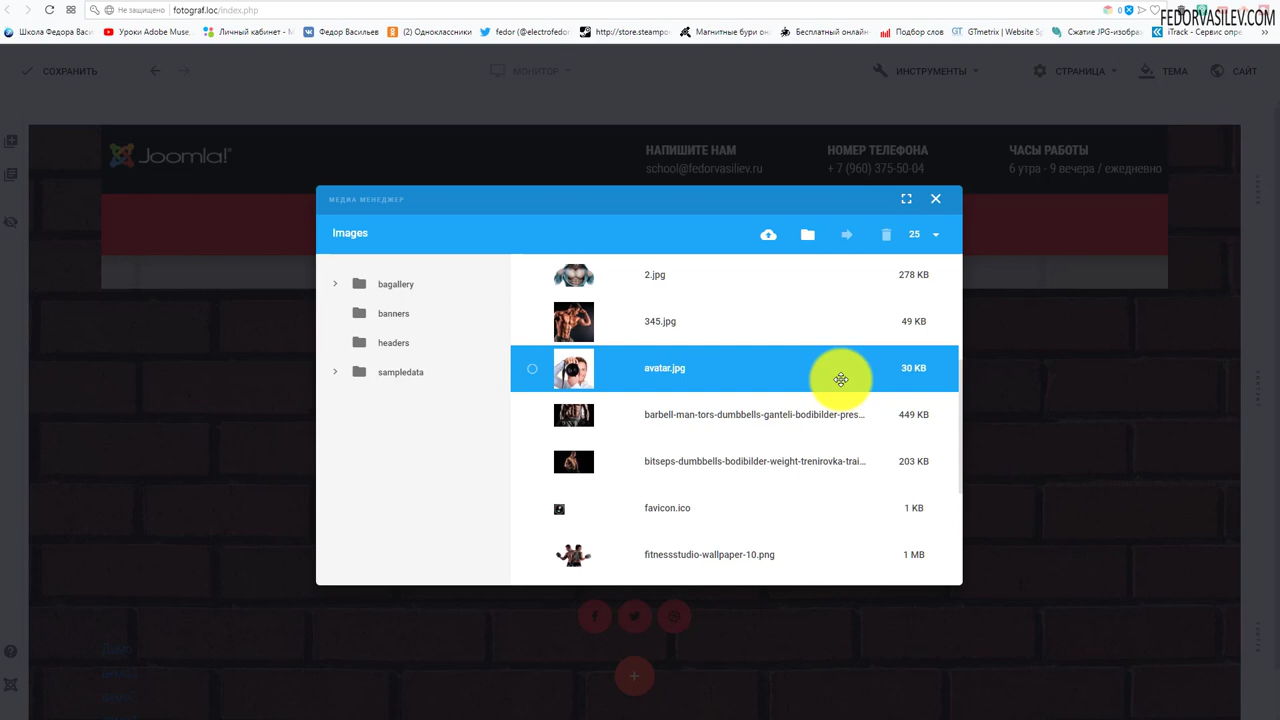 Не защищено
fotograf.loc/index.php
FEDORVASILEV.COM
Школа Федора Васи
Уроки Adobe Muse...
Личный кабинет - М
Федор Васильев
(2) Одноклассники
fedor (@electrofedor)
http://store.steampo
Магнитные бури он
Бесплатный онлайн-
Подбор слов
GTmetrix | Website S
Сжатие JPG-изобра
iTrack - Сервис опре
СОХРАНИТЬ
МОНИТОР
ИНСТРУМЕНТЫ
СТРАНИЦА
ТЕМА
САЙТ
Joomla!
НАПИШИТЕ НАМ
НОМЕР ТЕЛЕФОНА
ЧАСЫ РАБОТЫ
school@fedorvasiliev.ru
+ 7 (960) 375-50-04
6 утра - 9 вечера / ежедневно
МЕДИА МЕНЕДЖЕР
Images
25
bagallery
banners
headers
sampledata
2.jpg
278 KB
345.jpg
49 KB
avatar.jpg
30 KB
barbell-man-tors-dumbbells-ganteli-bodibilder-pres...
449 KB
bitseps-dumbbells-bodibilder-weight-trenirovka-trai...
203 KB
favicon.ico
1 KB
fitnessstudio-wallpaper-10.png
1 MB